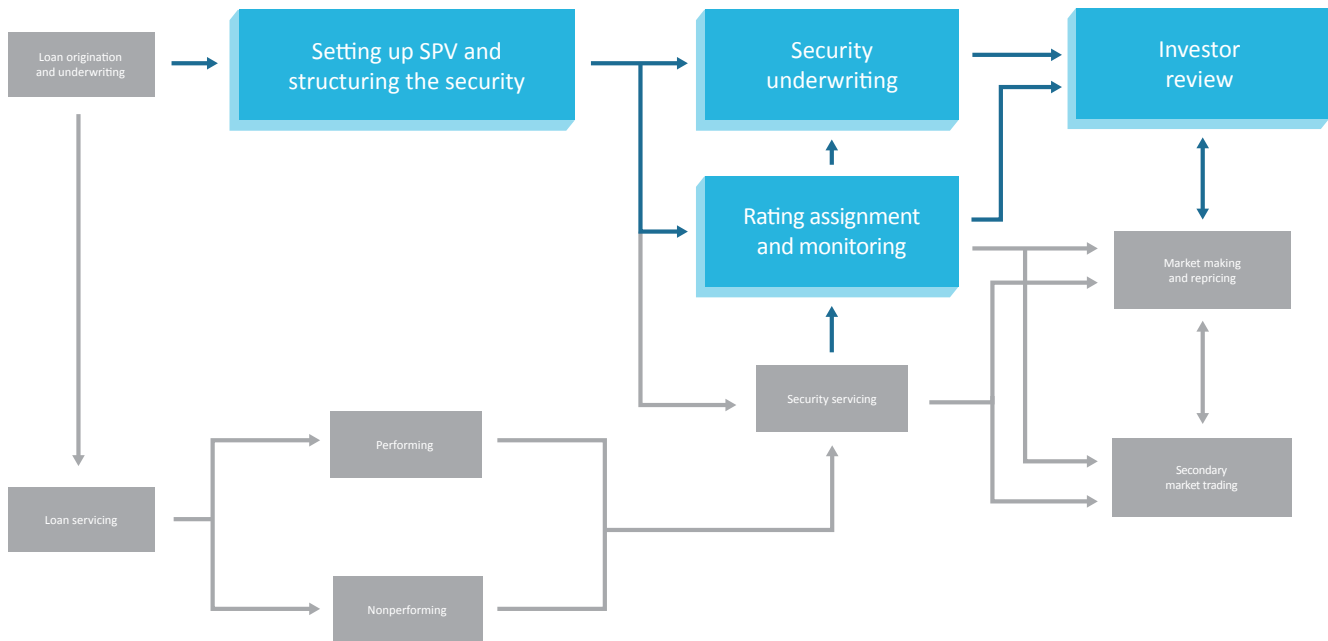 Loan origination
and underwriting
Setting up SPV and
structuring the security
Security
underwriting
Investor
review
Rating assignment
and monitoring
Market making
and repricing
Security servicing
Performing
Secondary
market trading
Loan servicing
Nonperforming